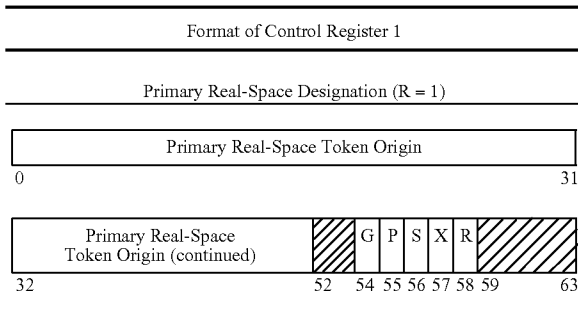 Format of Control Register 1
Primary Real-Space Designation (R = 1)
Primary Real-Space Token Origin
0 31
Primary Real-Space
Token Origin (continued)
G P S X R
32 52 54 55 56 57 58 59 63